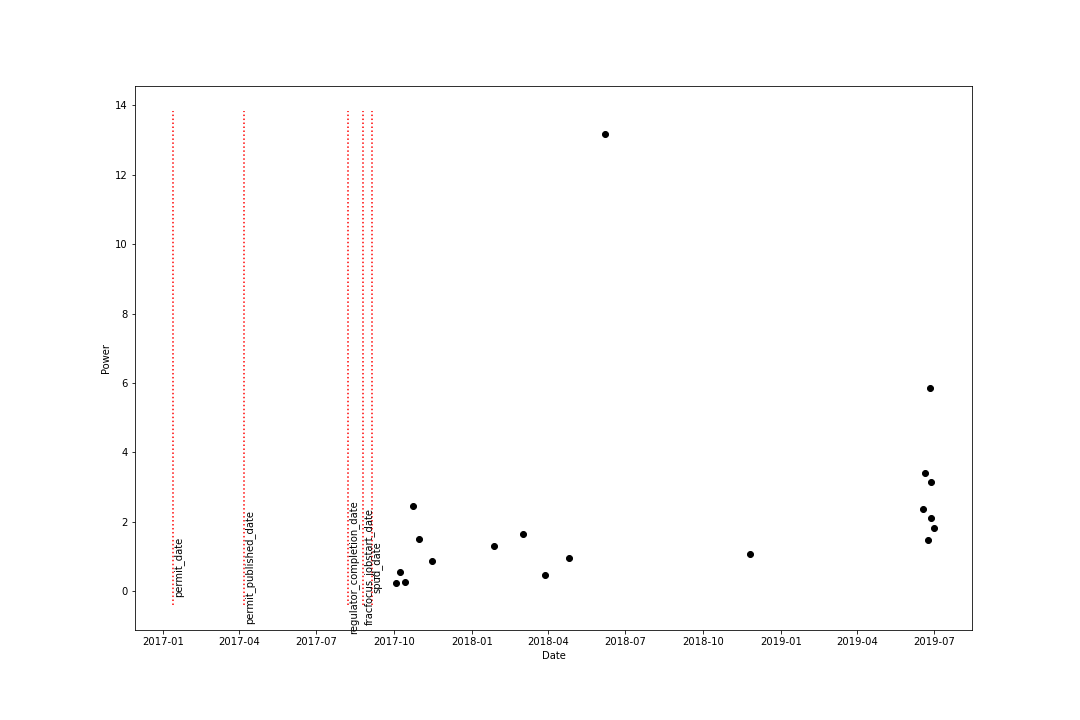 14
12
10
8
6
4
2
0
Power
permit_date
permit_published_date
regulator_completion_date
fracfocus_jobstart_date
spud_date
2017-01
2017-04
2017-07
2017-10
2018-01
2018-04
2018-07
2018-10
2019-01
2019-04
2019-07
Date